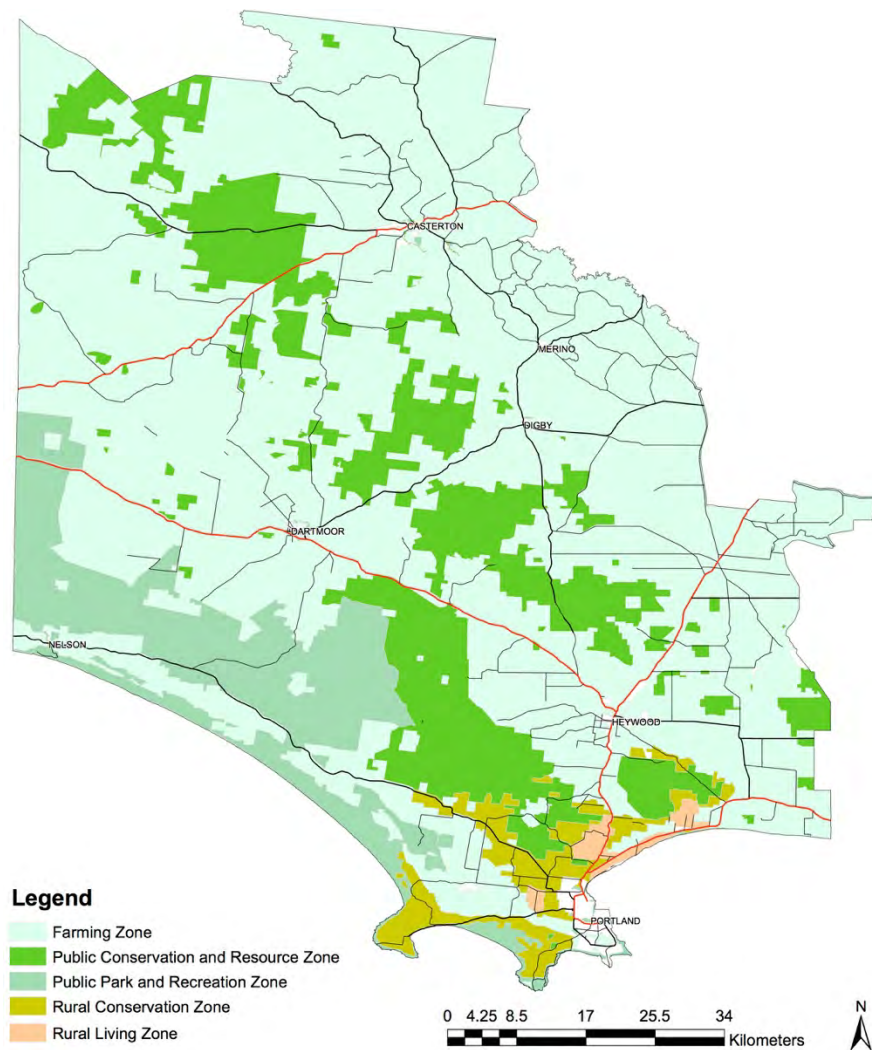 CASTERTON
MERINO
DIGBY
DARTMOOR
NELSON
HEYWOOD
PORTLAND
Legend
Farming Zone
Public Conservation and Resource Zone
Public Park and Recreation Zone
Rural Conservation Zone
Rural Living Zone
0 4.25 8.5 17 25.5 34
Kilometers
N